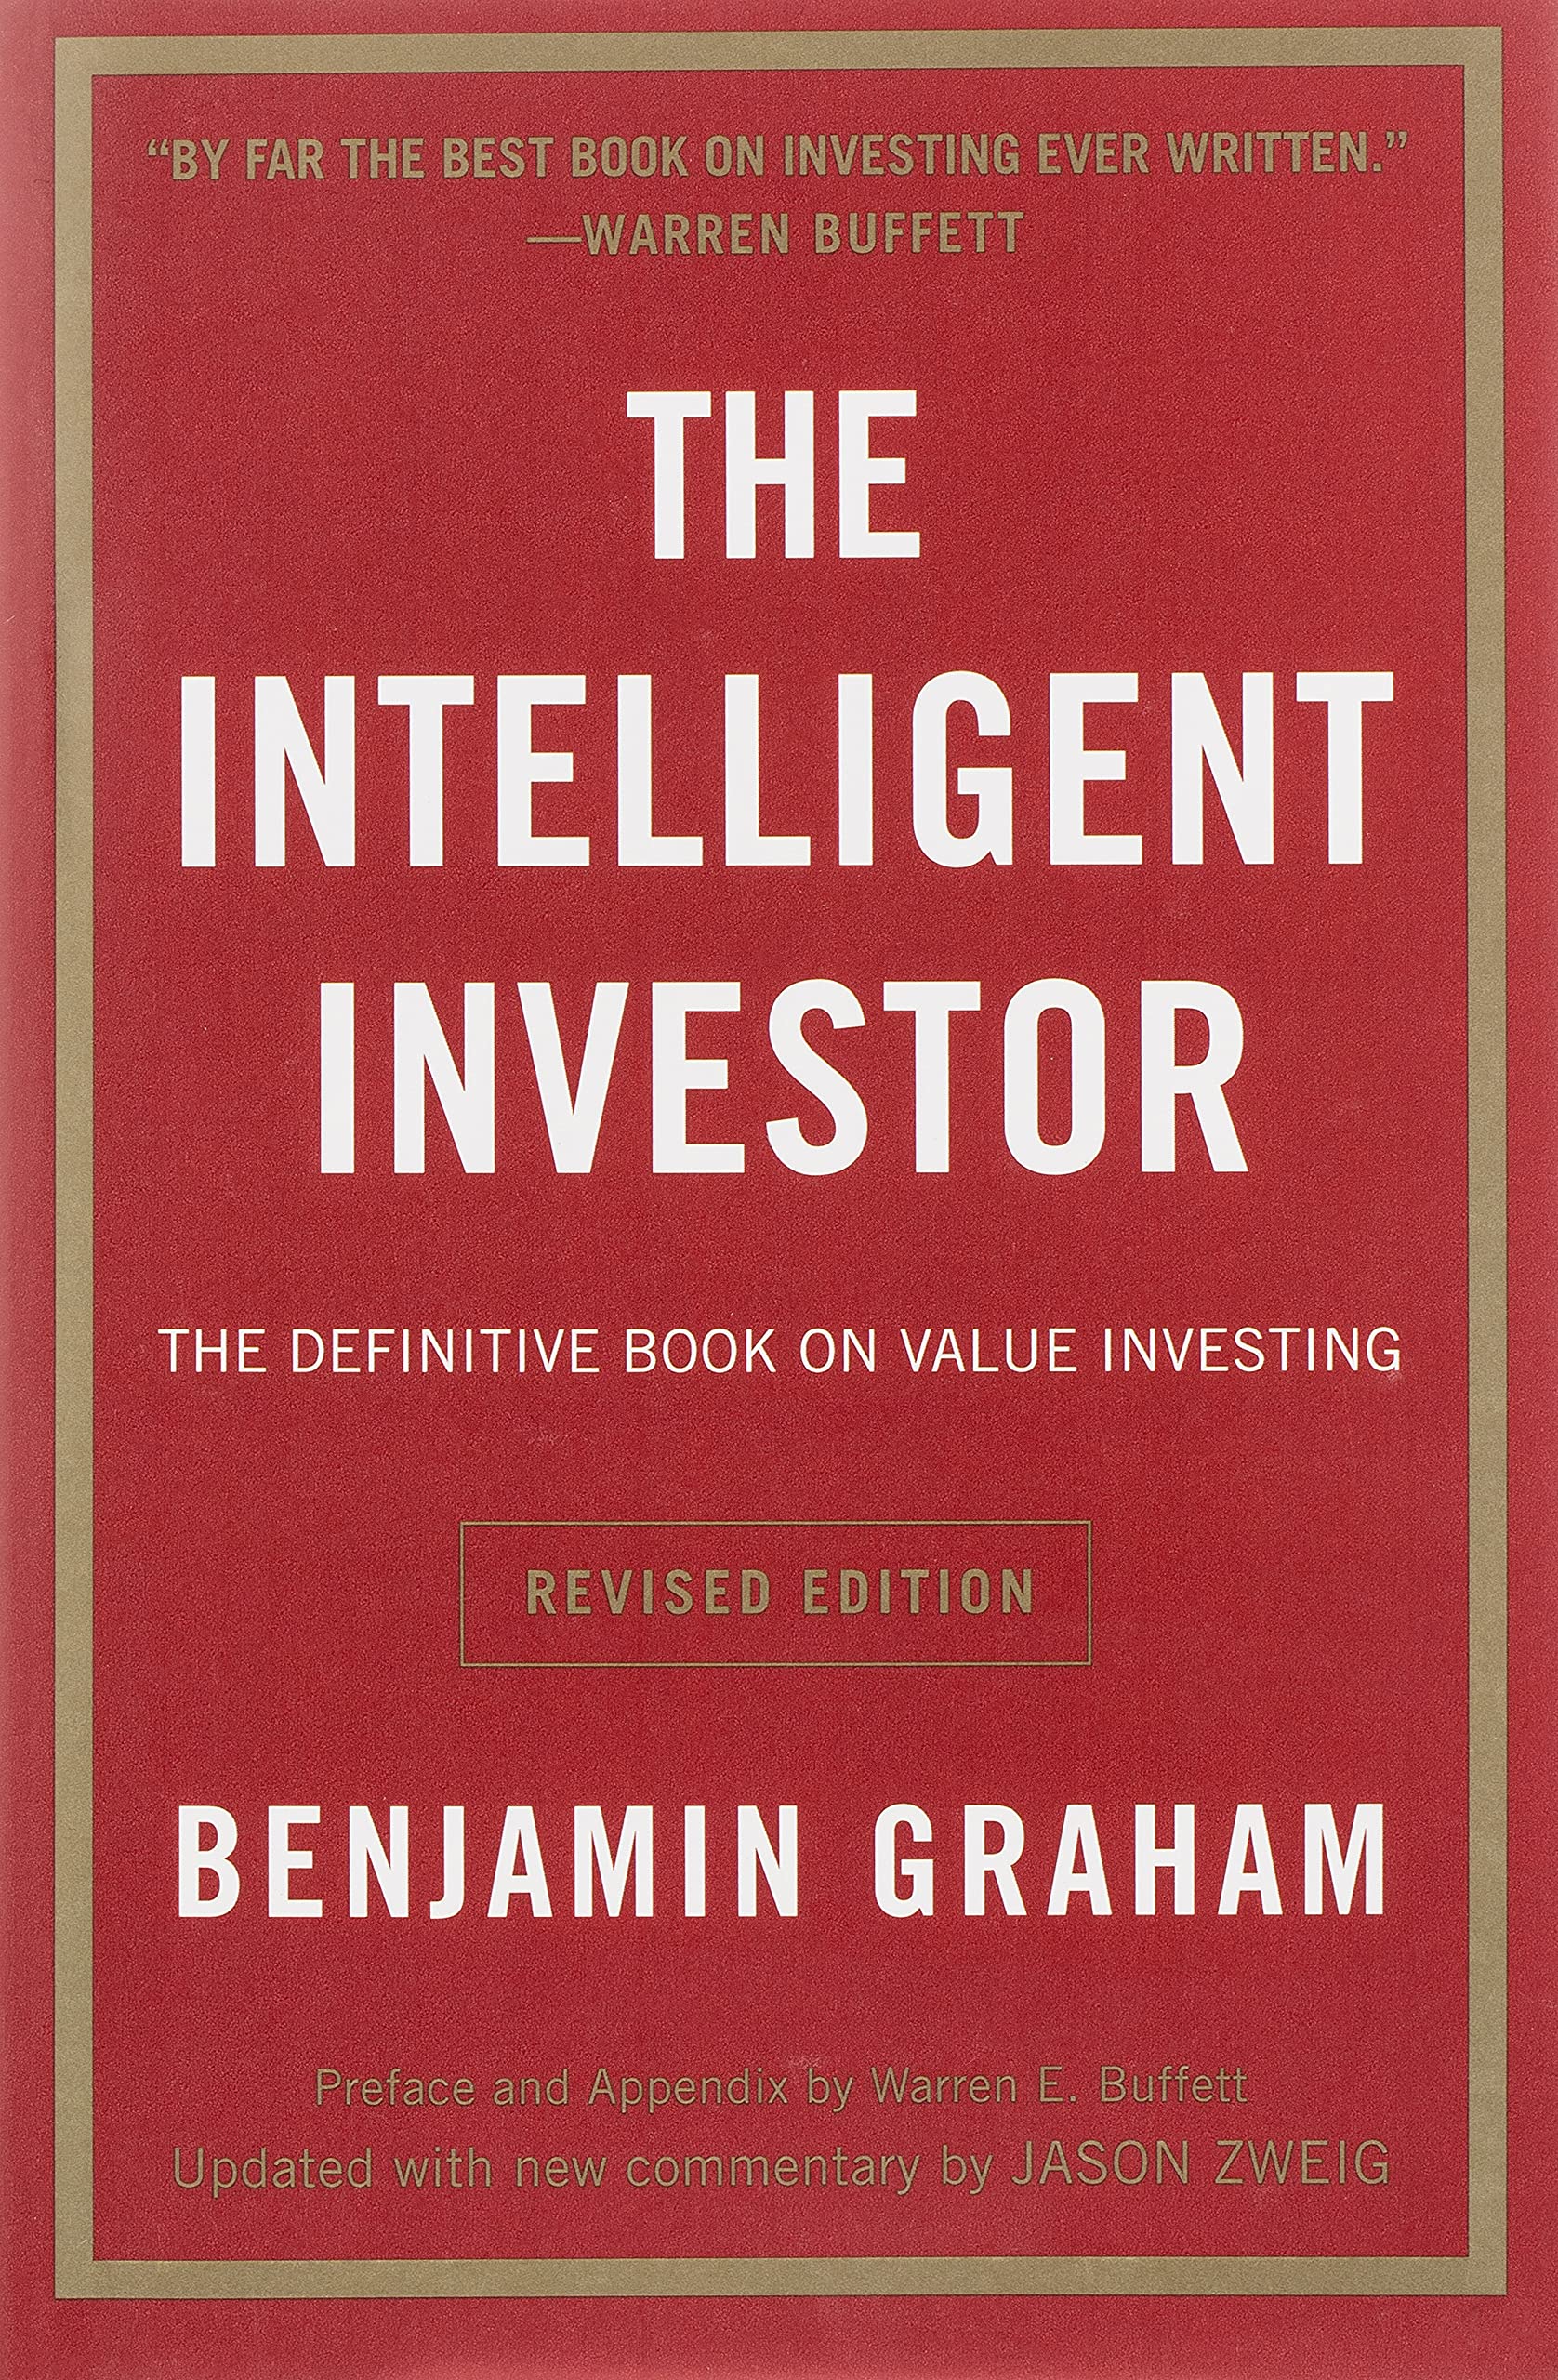 “BY FAR THE BEST BOOK ON INVESTING EVER WRITTEN.”
—WARREN BUFFETT
THE
INTELLIGENT
INVESTOR
THE DEFINITIVE BOOK ON VALUE INVESTING
REVISED EDITION
BENJAMIN GRAHAM
Preface and Appendix by Warren E. Buffett
Updated with new commentary by JASON ZWEIG